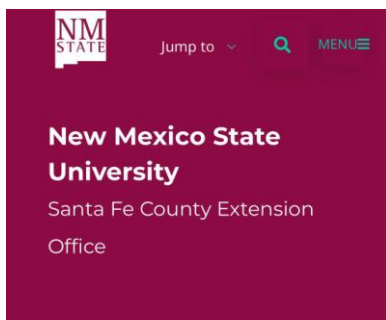 NM
STATE
Jump to
MENU
New Mexico State
University
Santa Fe County Extension
Office